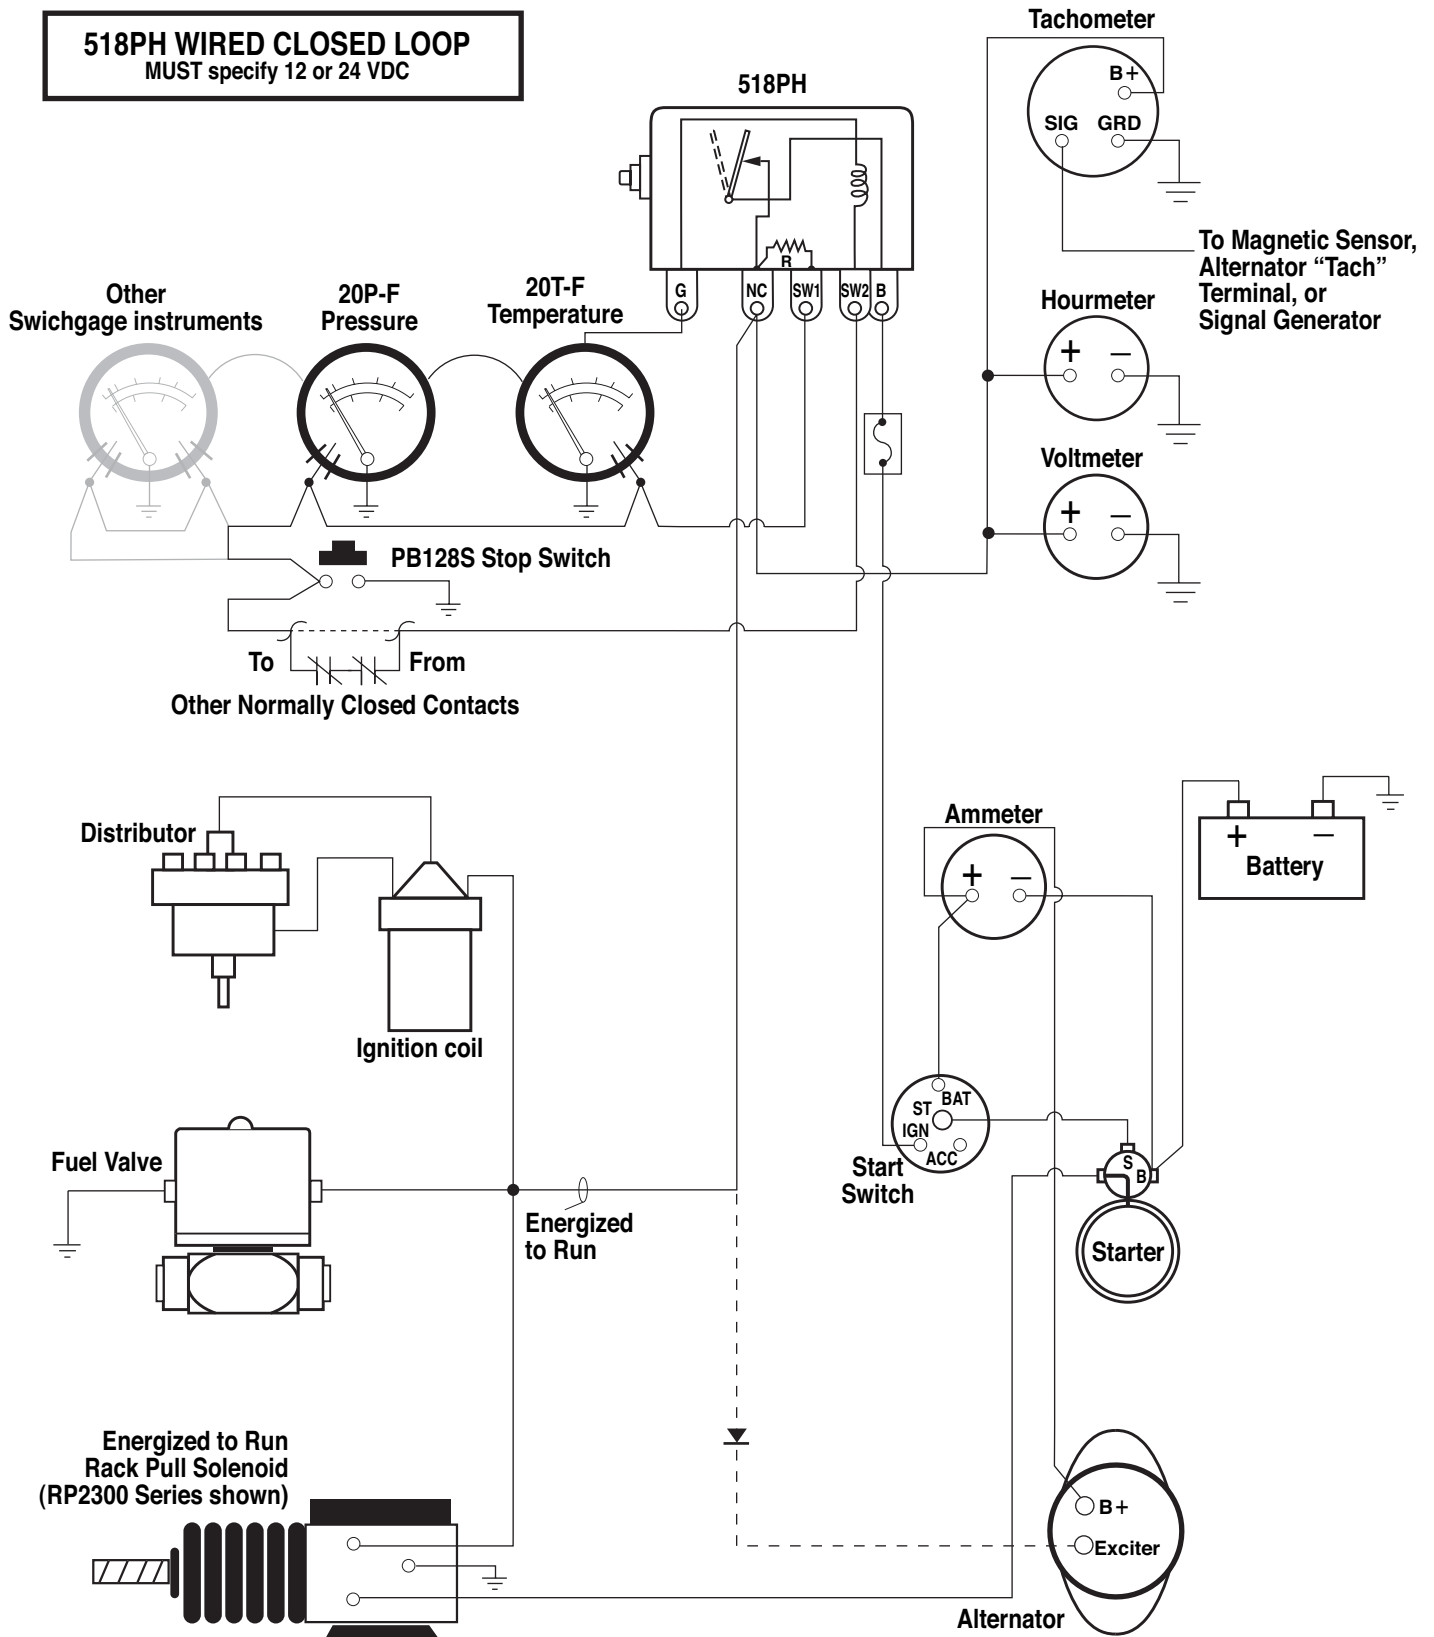 518PH WIRED CLOSED LOOP
MUST specify 12 or 24 VDC
518PH
G
NC
SW1
SW2
B
R
Tachometer
B+
SIG
GRD
To Magnetic Sensor,
Alternator “Tach”
Terminal, or
Signal Generator
Other
Swichgage instruments
20P-F
Pressure
20T-F
Temperature
Hourmeter
+
–
Voltmeter
+
–
PB128S Stop Switch
To
From
Other Normally Closed Contacts
Distributor
Ignition coil
Ammeter
+
–
+
–
Battery
Fuel Valve
Energized
to Run
BAT
ST
IGN
ACC
Start
Switch
S
B
Starter
Energized to Run
Rack Pull Solenoid
(RP2300 Series shown)
B+
Exciter
Alternator